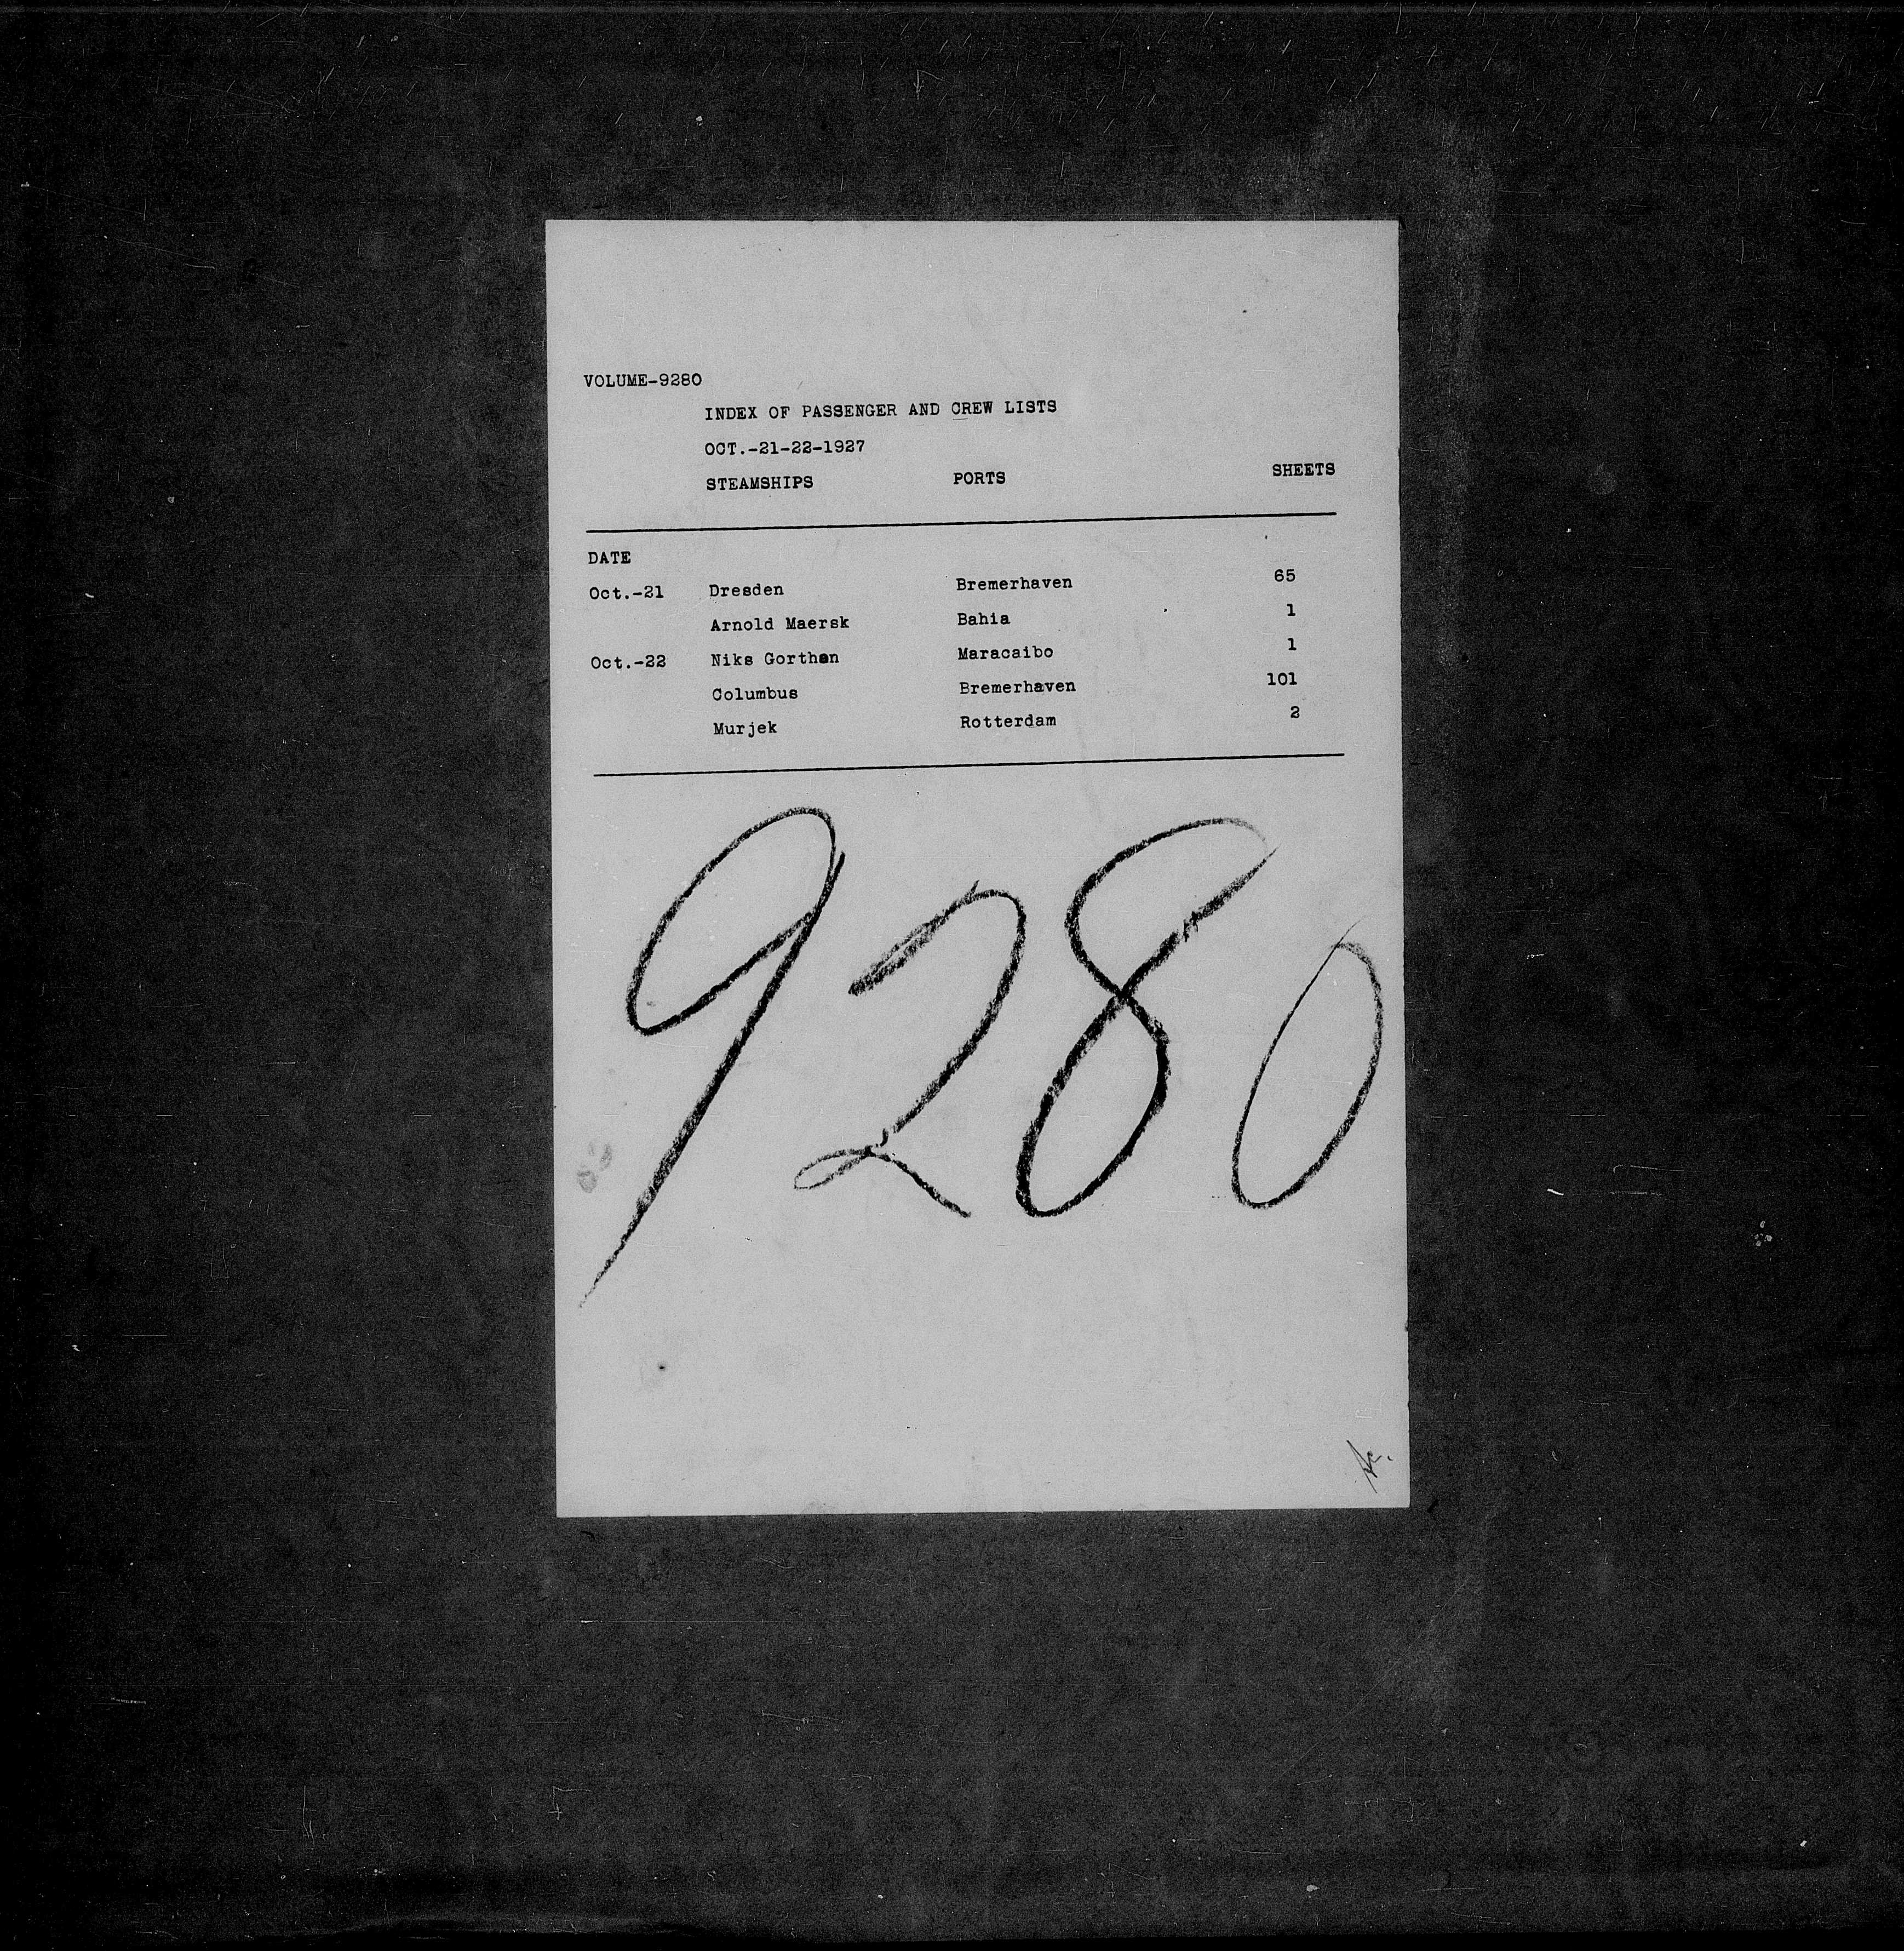 VOLUME-9280
INDEX OF PASSENGER AND CREW LISTS
OCT.-21-22-1927
STEAMSHIPS PORTS SHEETS
DATE
Oct.-21 Dresden Bremerhaven 65
Arnold Maersk Bahia 1
Oct.-22 Niks Gorthen Maracaibo 1
Columbus Bremerhaven 101
Murjek Rotterdam 2
9280